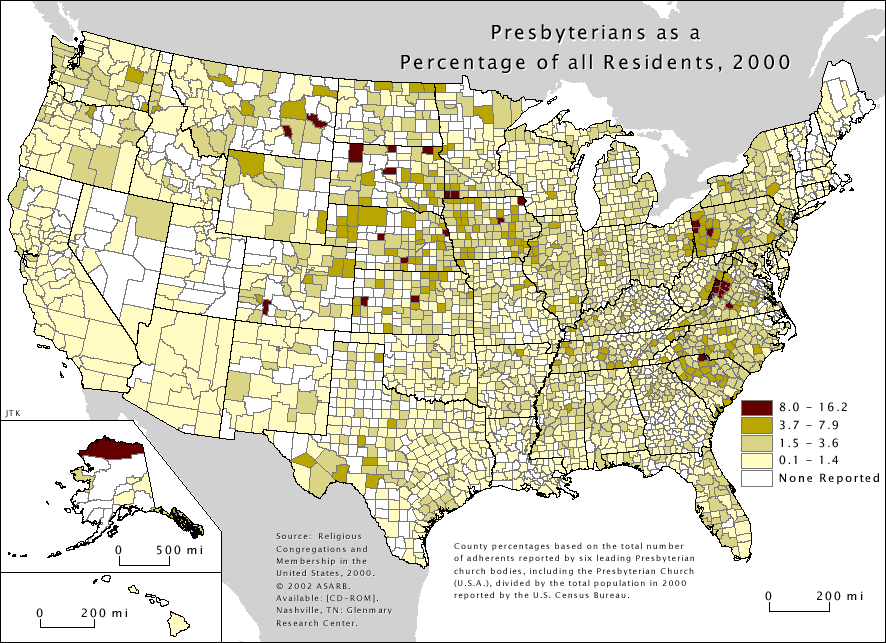 Presbyterians as a
Percentage of all Residents, 2000
JTK
8.0 - 16.2
3.7 - 7.9
1.5 - 3.6
0.1 - 1.4
None Reported
0 500 mi
0 200 mi
Source: Religious
Congregations and
Membership in the
United States, 2000.
© 2002 ASARB.
Available: [CD-ROM].
Nashville, TN: Glenmary
Research Center.
County percentages based on the total number
of adherents reported by six leading Presbyterian
church bodies, including the Presbyterian Church
(U.S.A.), divided by the total population in 2000
reported by the U.S. Census Bureau.
0 200 mi